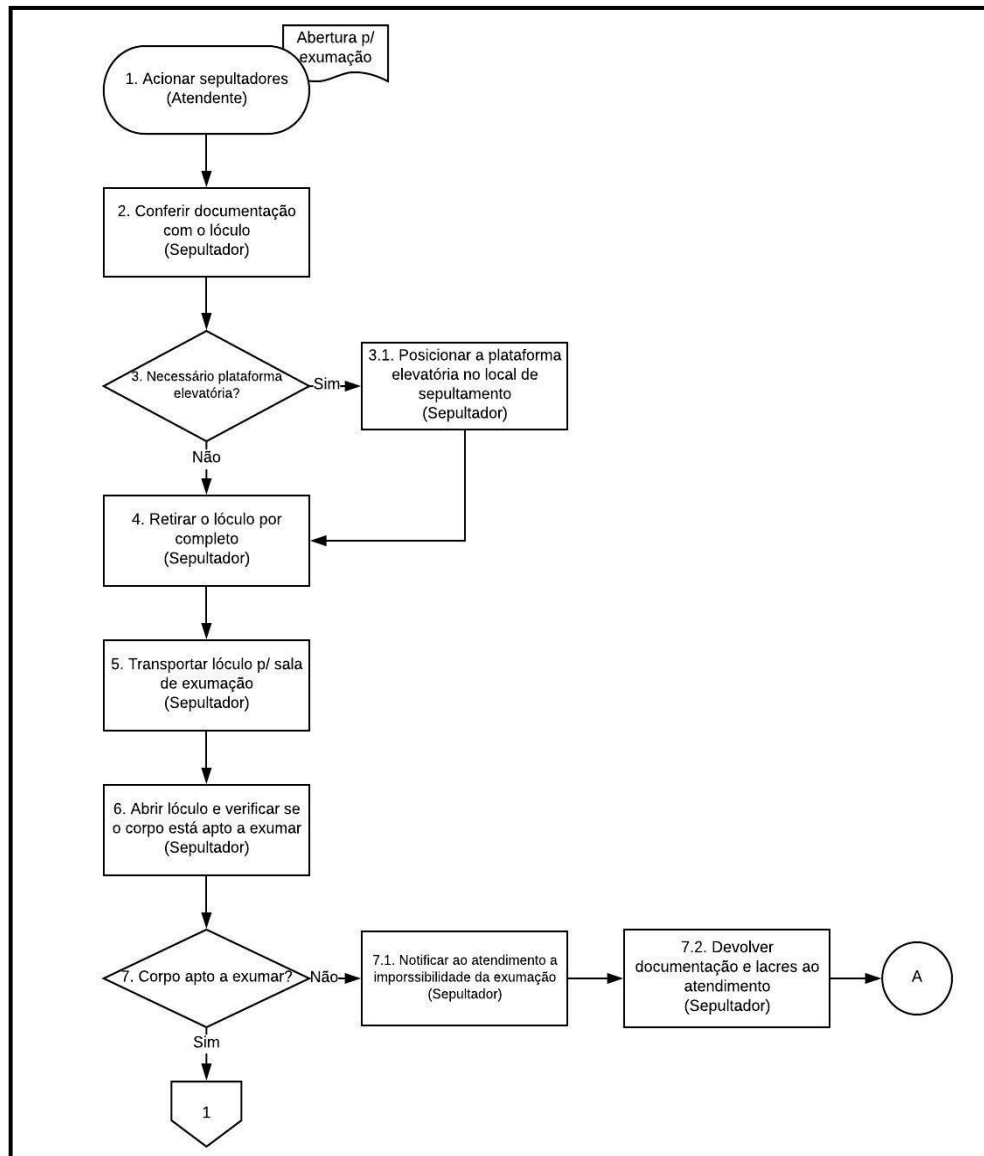 Abertura p/
exumação
1. Acionar sepultadores
(Atendente)
2. Conferir documentação
com o lóculo
(Sepultador)
3. Necessário plataforma
elevatória?
Sim
3.1. Posicionar a plataforma
elevatória no local de
sepultamento
(Sepultador)
Não
4. Retirar o lóculo por
completo
(Sepultador)
5. Transportar lóculo p/ sala
de exumação
(Sepultador)
6. Abrir lóculo e verificar se
o corpo está apto a exumar
(Sepultador)
7. Corpo apto a exumar?
Não
7.1. Notificar ao atendimento a
imporssibilidade da exumação
(Sepultador)
7.2. Devolver
documentação e lacres ao
atendimento
(Sepultador)
A
Sim
1